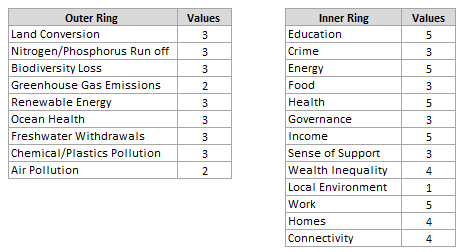 Outer Ring Values
Land Conversion 3
Nitrogen/Phosphorus Run off 3
Biodiversity Loss 3
Greenhouse Gas Emissions 2
Renewable Energy 3
Ocean Health 3
Freshwater Withdrawals 3
Chemical/Plastics Pollution 3
Air Pollution 2
Inner Ring Values
Education 5
Crime 3
Energy 5
Food 3
Health 5
Governance 3
Income 5
Sense of Support 3
Wealth Inequality 4
Local Environment 1
Work 5
Homes 4
Connectivity 4